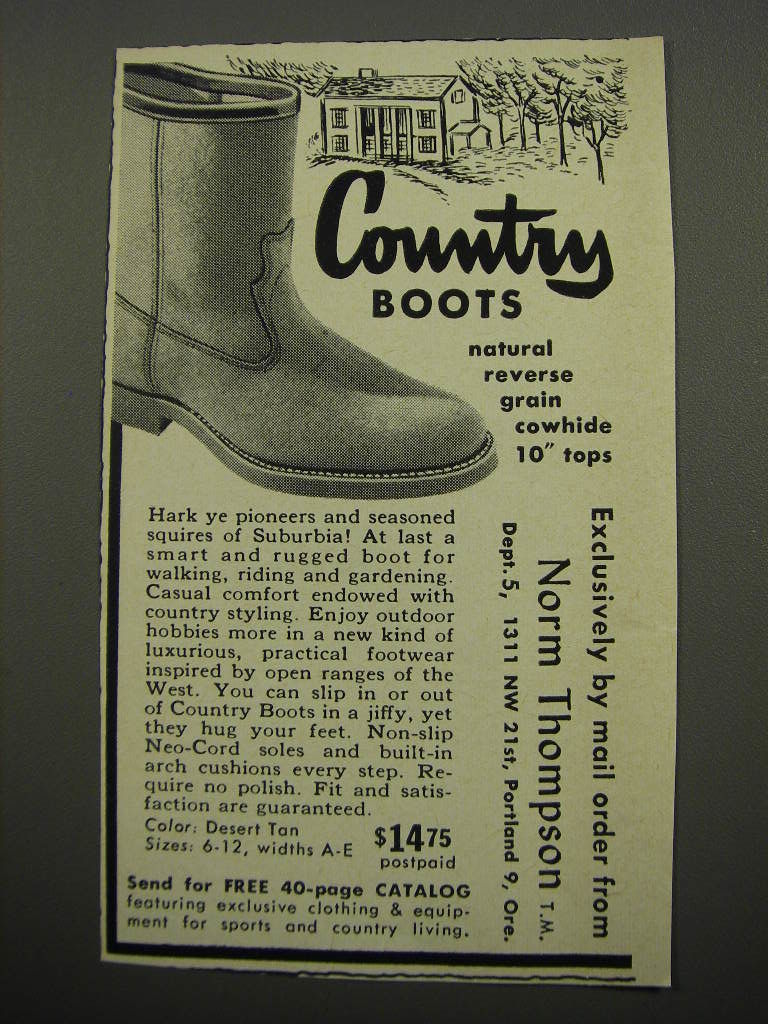 Country
BOOTS
natural
reverse
grain
cowhide
10" tops
Hark ye pioneers and seasoned
squires of Suburbia! At last a
smart and rugged boot for
walking, riding and gardening.
Casual comfort endowed with
country styling. Enjoy outdoor
hobbies more in a new kind of
luxurious, practical footwear
inspired by open ranges of the
West. You can slip in or out
of Country Boots in a jiffy, yet
they hug your feet. Non-slip
Neo-Cord soles and built-in
arch cushions every step. Re-
quire no polish. Fit and satis-
faction are guaranteed.
Color: Desert Tan
Sizes: 6-12, widths A-E
$1475
postpaid
Send for FREE 40-page CATALOG
featuring exclusive clothing & equip-
ment for sports and country living.
Exclusively by mail order from
Norm Thompson T.M.
Dept. 5, 1311 NW 21st, Portland 9, Ore.